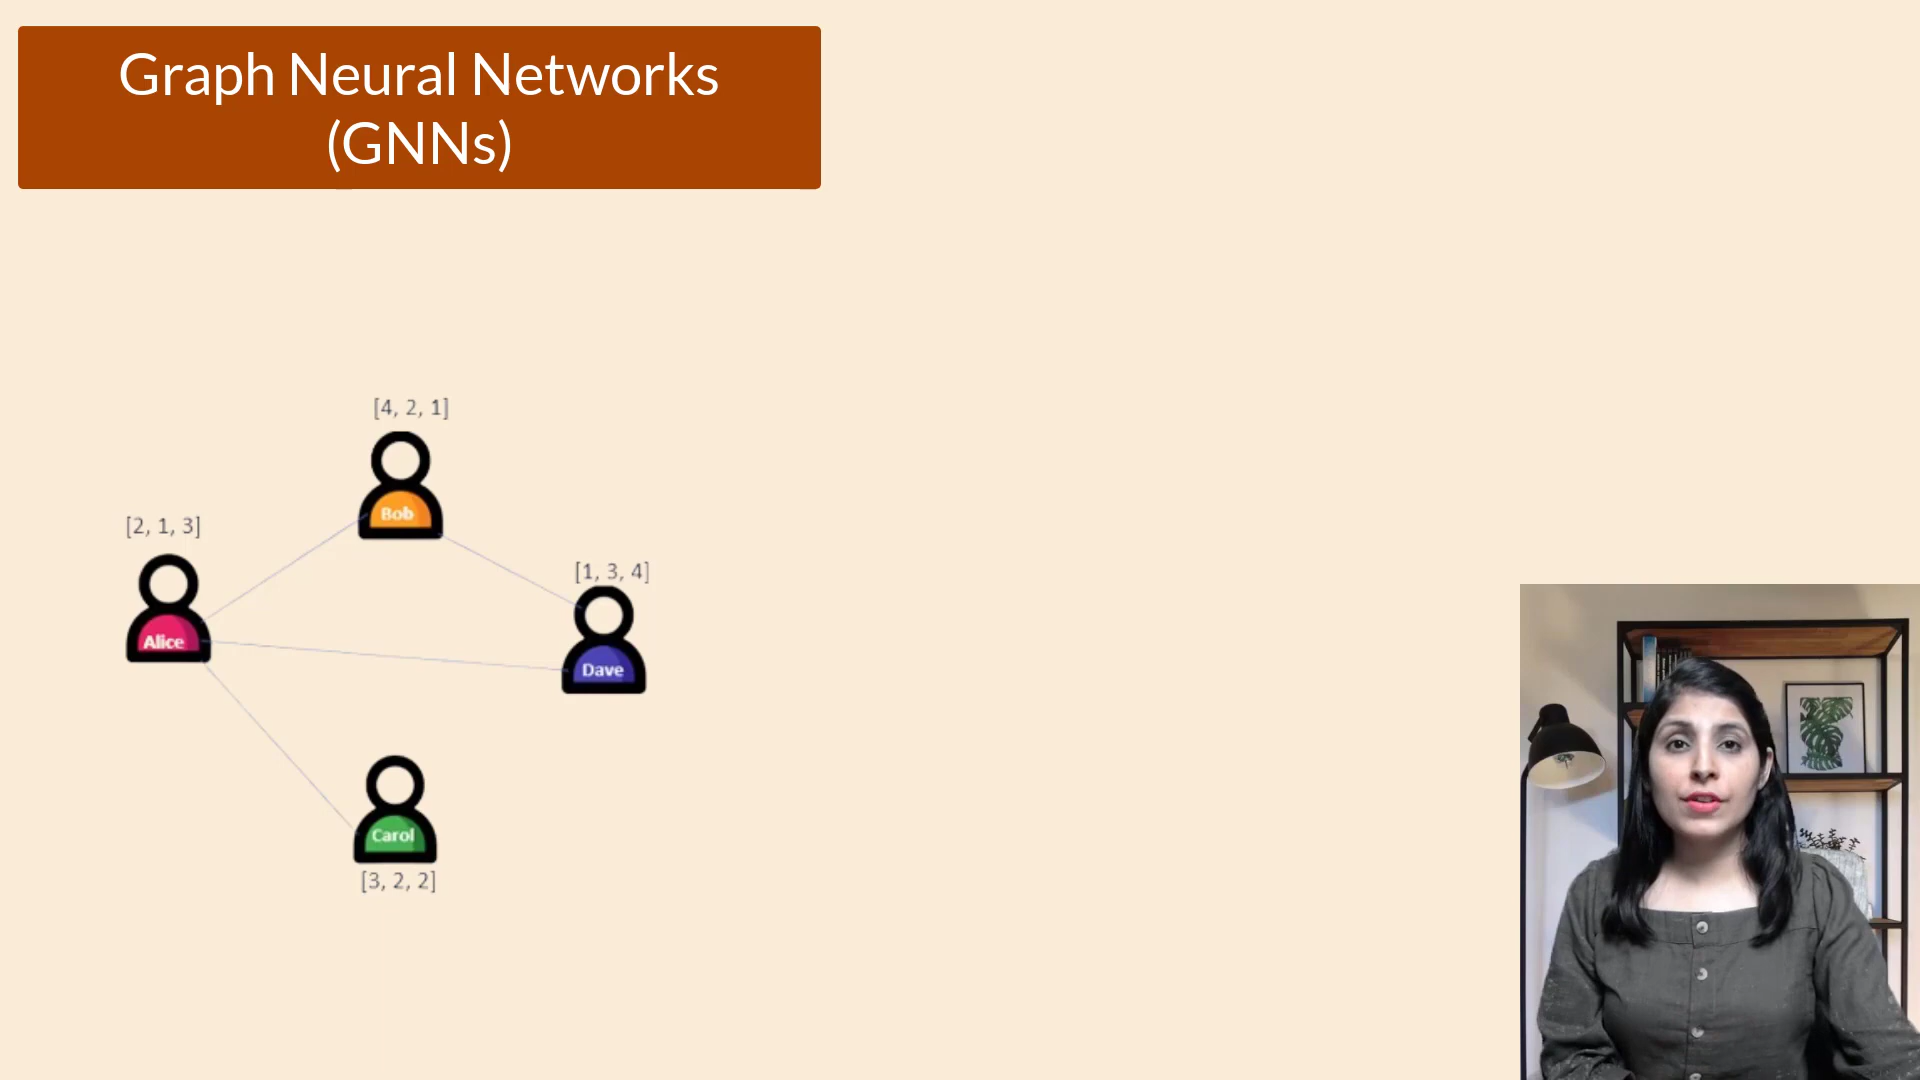 Graph Neural Networks
(GNNs)
[4, 2, 1]
Bob
[2, 1, 3]
Alice
[1, 3, 4]
Dave
Carol
[3, 2, 2]